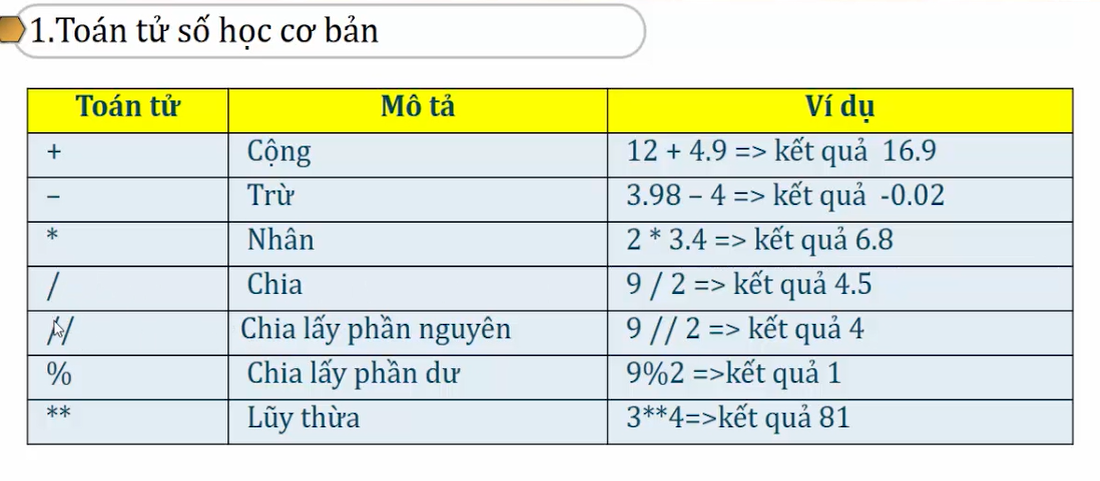 1.Toán tử số học cơ bản
Toán tử Mô tả Ví dụ
+ Cộng 12 + 4.9 => kết quả 16.9
– Trừ 3.98 – 4 => kết quả -0.02
* Nhân 2 * 3.4 => kết quả 6.8
/ Chia 9 / 2 => kết quả 4.5
// Chia lấy phần nguyên 9 // 2 => kết quả 4
% Chia lấy phần dư 9%2 =>kết quả 1
** Lũy thừa 3**4=>kết quả 81